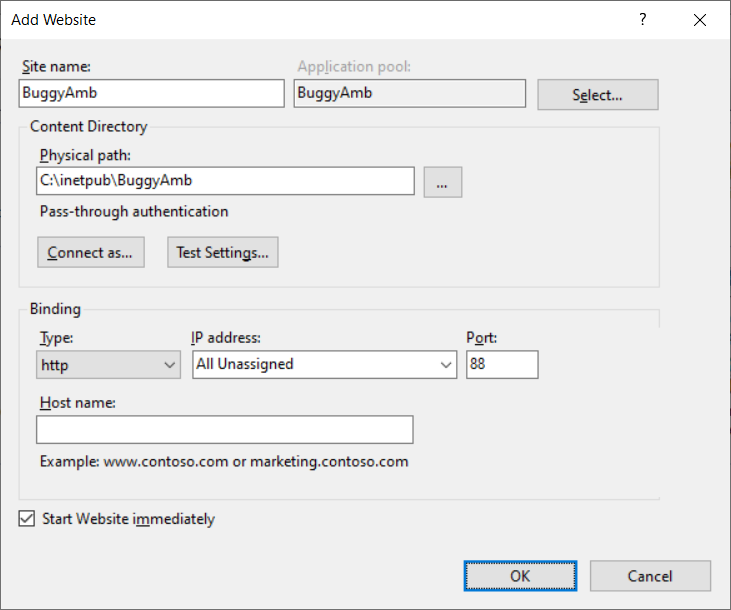 Add Website
?
Site name: Application pool:
BuggyAmb BuggyAmb Select...
Content Directory
Physical path:
C:\inetpub\BuggyAmb ...
Pass-through authentication
Connect as... Test Settings...
Binding
Type: IP address: Port:
http All Unassigned 88
Host name:
Example: www.contoso.com or marketing.contoso.com
Start Website immediately
OK Cancel